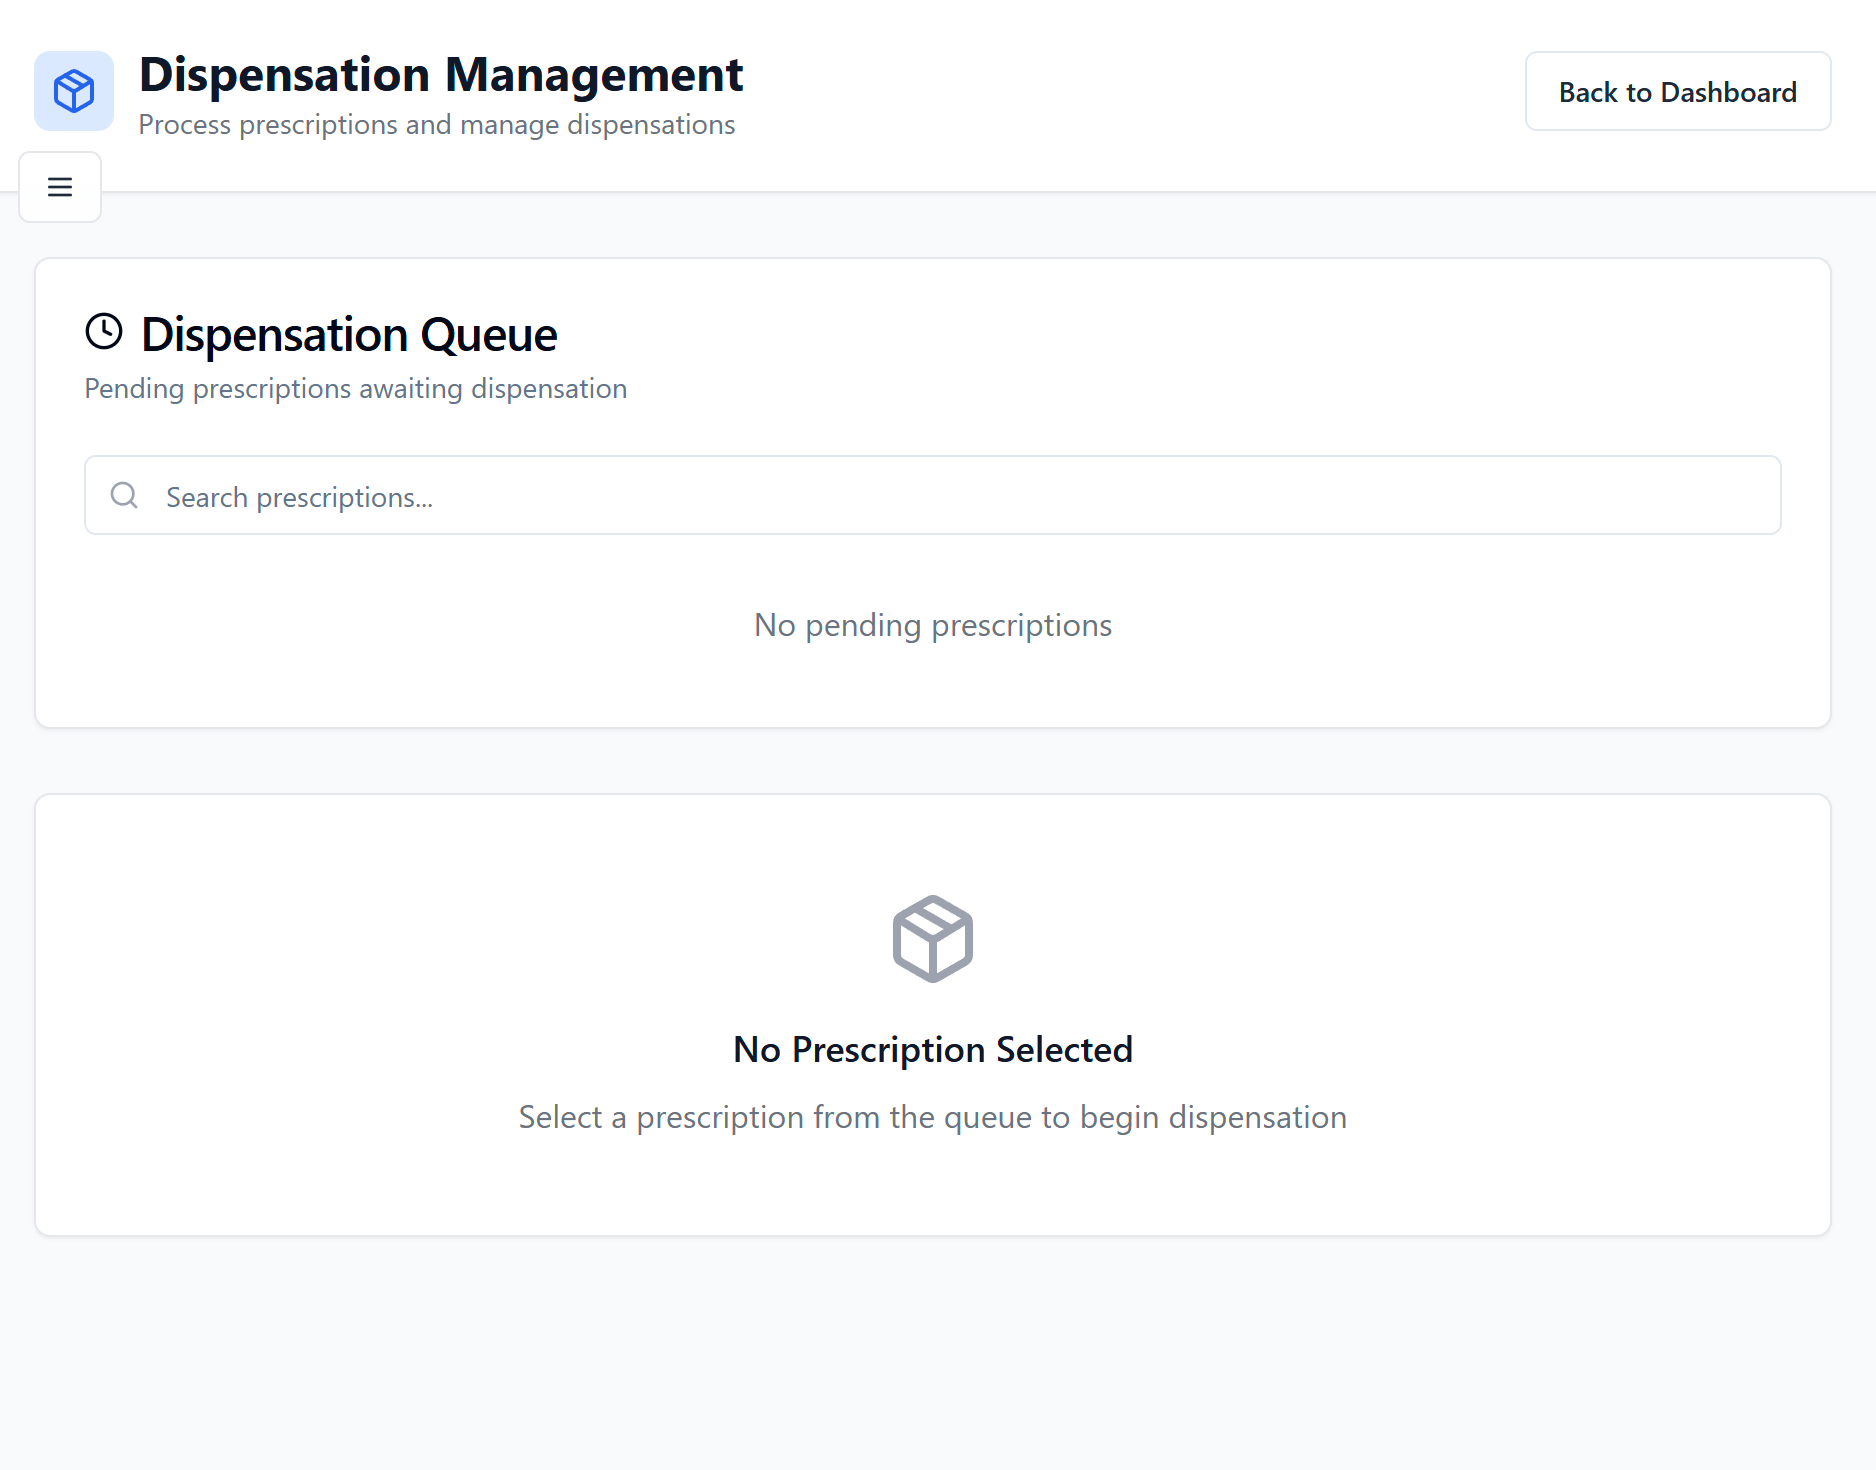 Dispensation Management
Process prescriptions and manage dispensations
Back to Dashboard
Dispensation Queue
Pending prescriptions awaiting dispensation
Search prescriptions...
No pending prescriptions
No Prescription Selected
Select a prescription from the queue to begin dispensation